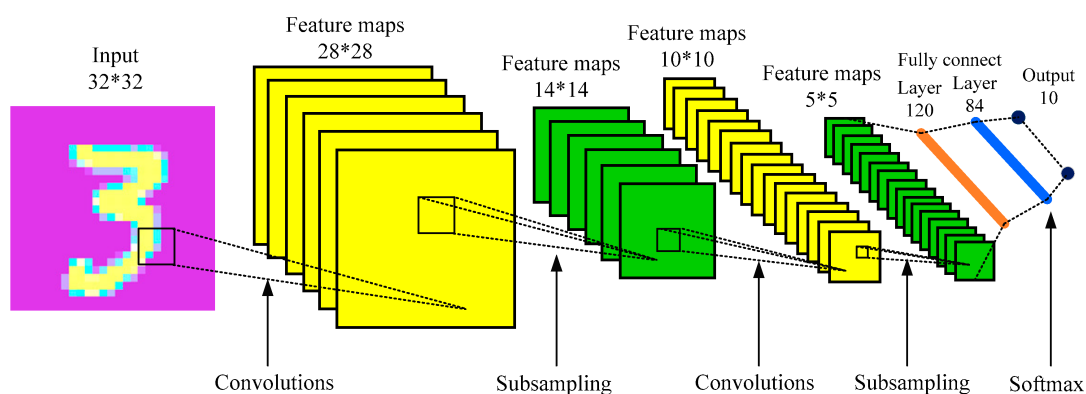 Input
32*32
Feature maps
28*28
Feature maps
14*14
Feature maps
10*10
Feature maps
5*5
Fully connect
Layer
120
Layer
84
Output
10
Convolutions
Subsampling
Convolutions
Subsampling
Softmax